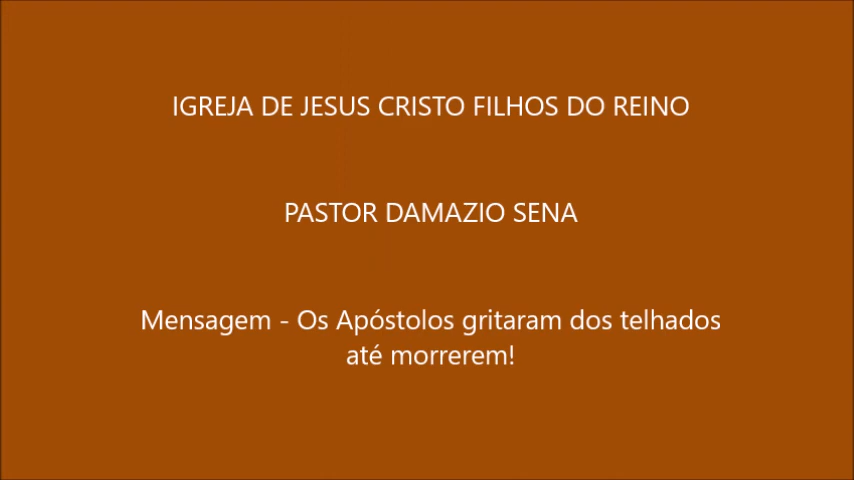 IGREJA DE JESUS CRISTO FILHOS DO REINO
PASTOR DAMAZIO SENA
Mensagem - Os Apóstolos gritaram dos telhados
até morrerem!